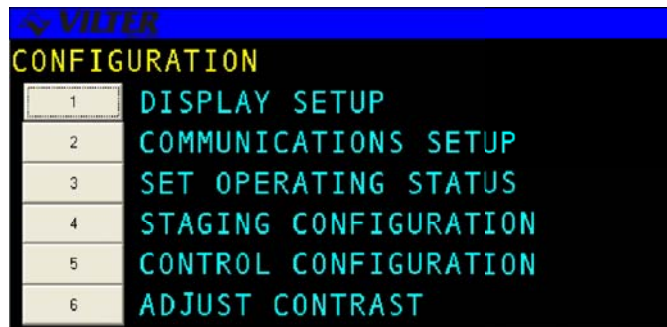 VILTER
CONFIGURATION
1 DISPLAY SETUP
2 COMMUNICATIONS SETUP
3 SET OPERATING STATUS
4 STAGING CONFIGURATION
5 CONTROL CONFIGURATION
6 ADJUST CONTRAST